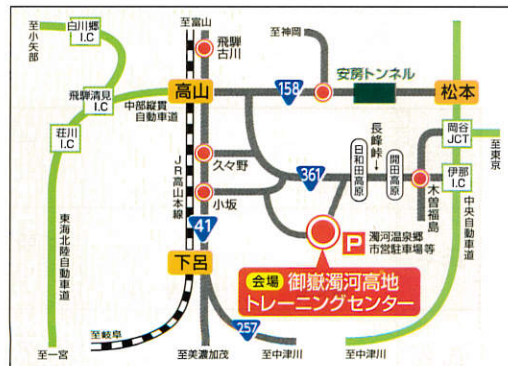 至富山
至神岡
至小矢部
白川郷
I.C
飛騨
古川
安房トンネル
飛騨清見
I.C
高山
158
松本
中部縦貫
自動車道
荘川
I.C
岡谷
JCT
至東京
長峰峠
日和田高原
開田高原
久々野
361
伊那
I.C
JR高山本線
小坂
木曽福島
中央自動車道
41
東海北陸自動車道
P
濁河温泉郷
市営駐車場等
下呂
会場 御嶽濁河高地
トレーニングセンター
257
至岐阜
至一宮
至美濃加茂
至中津川
至中津川